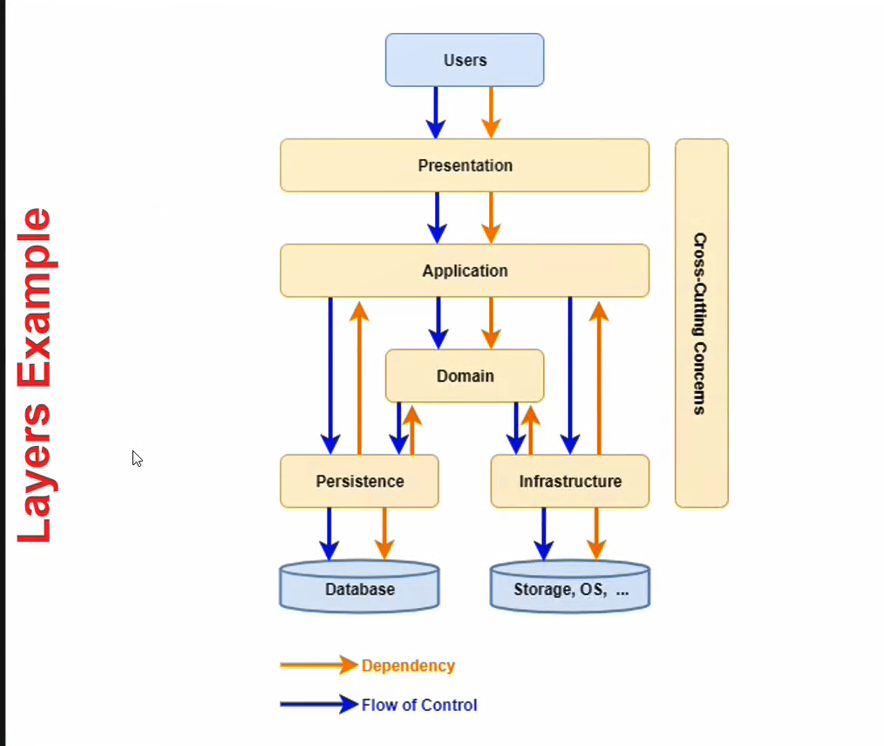 Layers Example
Users
Presentation
Application
Domain
Persistence
Infrastructure
Database
Storage, OS, ...
Cross-Cutting Concerns
Dependency
Flow of Control